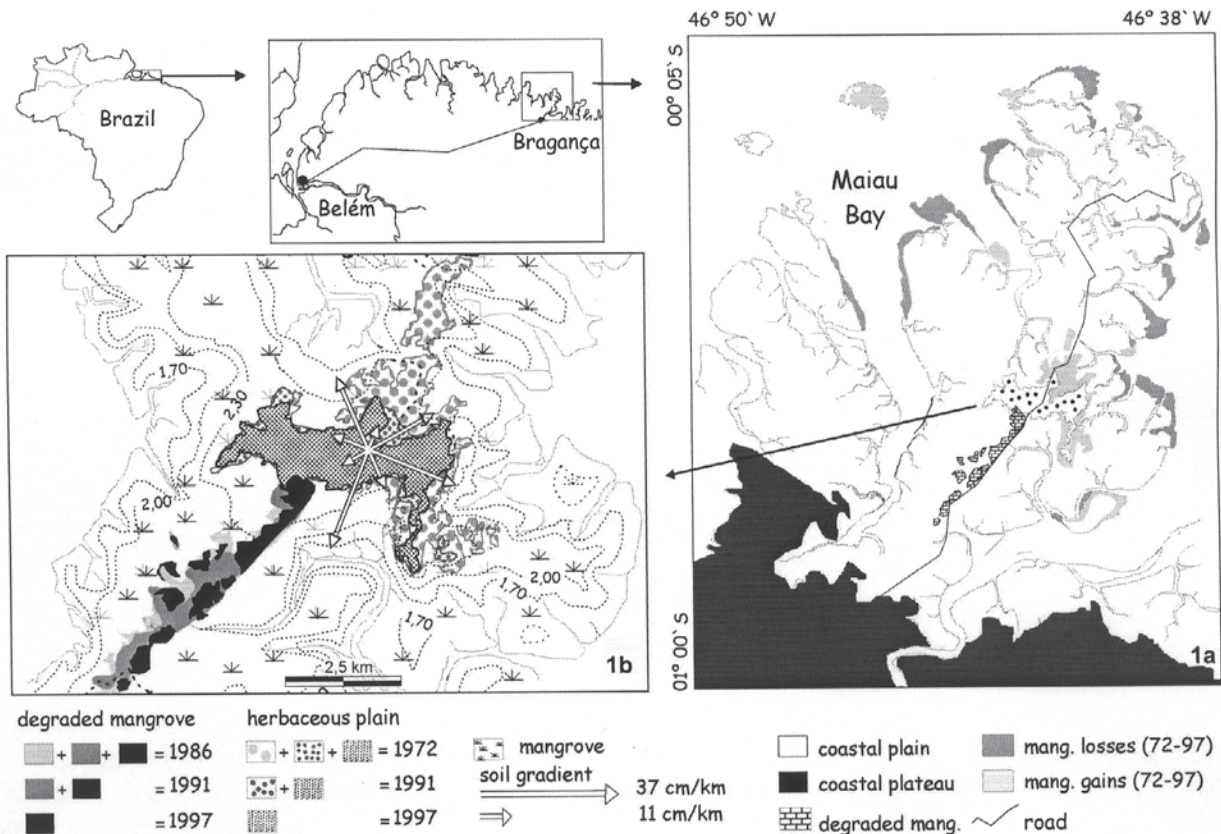 46° 50` W
46° 38` W
00° 05` S
01° 00` S
Brazil
Bragança
Belém
Maiau
Bay
1,70
2,30
2,00
2,00
1,70
1,70
2,5 km
1b
1a
degraded mangrove
+ + = 1986
+ = 1991
= 1997
herbaceous plain
+ + = 1972
+ = 1991
= 1997
mangrove
soil gradient
37 cm/km
11 cm/km
coastal plain
coastal plateau
degraded mang.
mang. losses (72-97)
mang. gains (72-97)
road